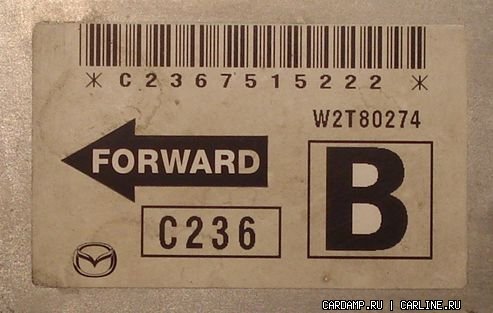 *C2367515222*
W2T80274
FORWARD
B
C236
CARDAMP.RU | CARLINE.RU